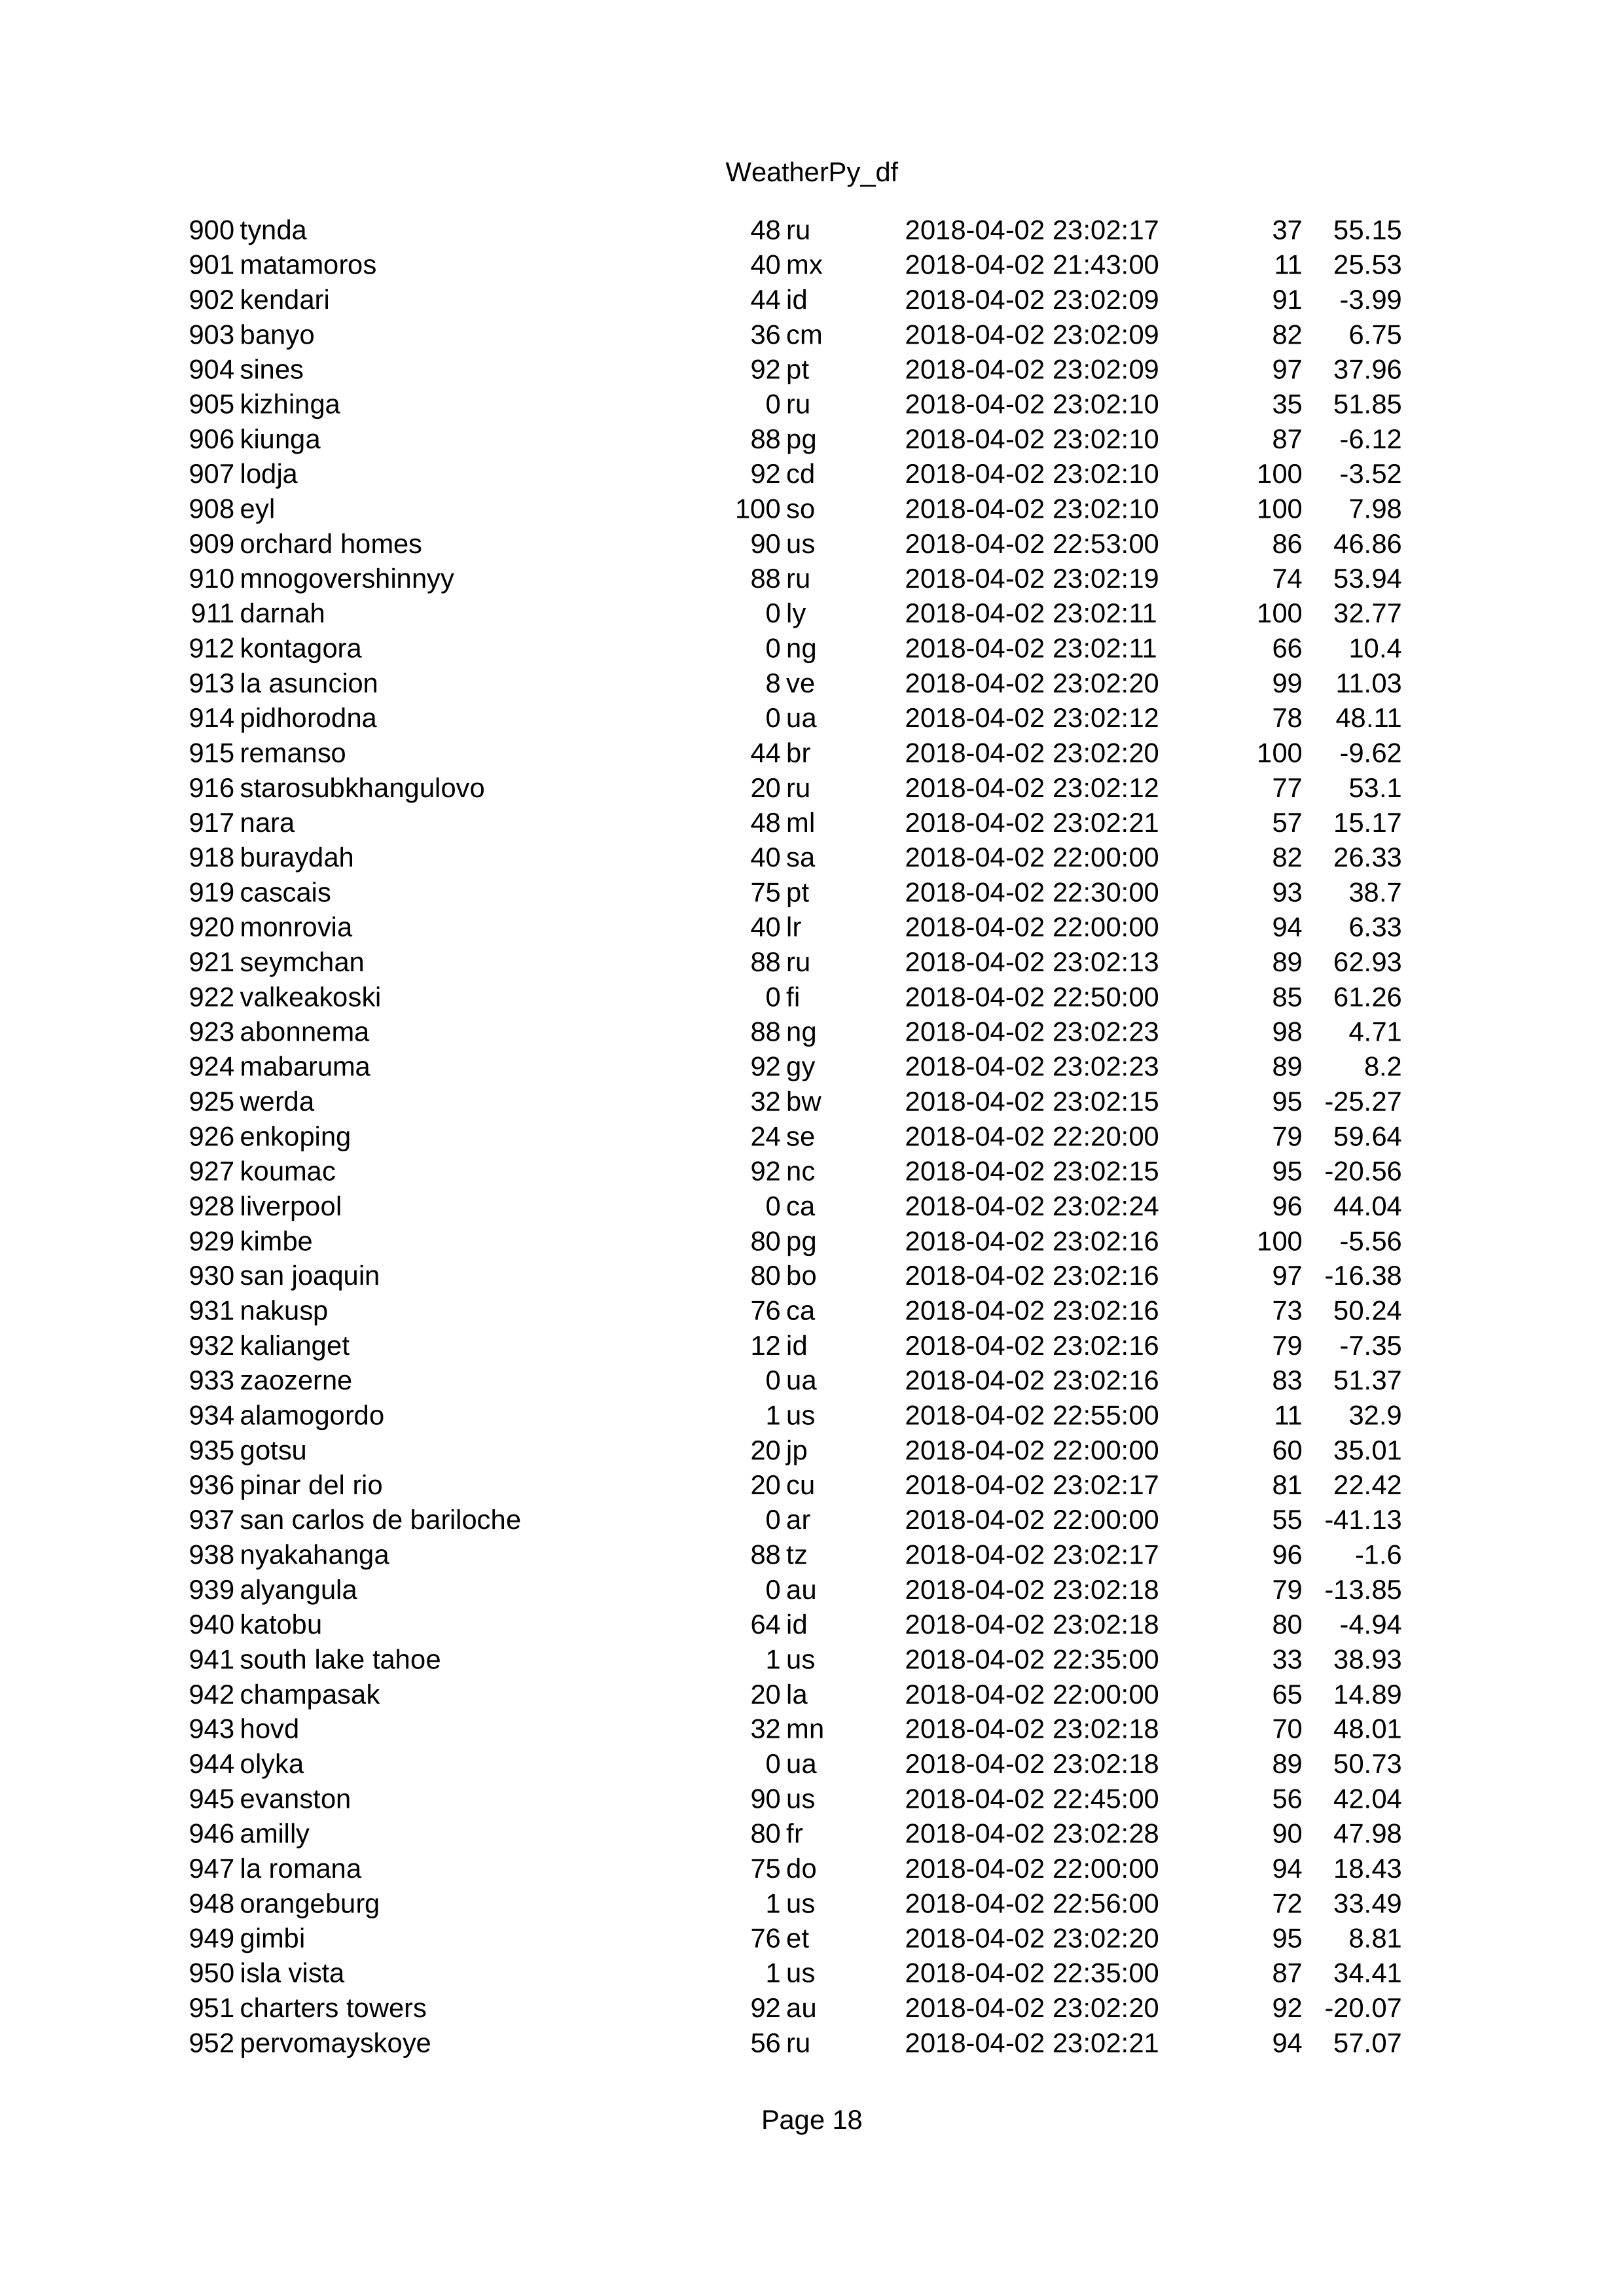 WeatherPy_df
900 tynda 48 ru 2018-04-02 23:02:17 37 55.15
901 matamoros 40 mx 2018-04-02 21:43:00 11 25.53
902 kendari 44 id 2018-04-02 23:02:09 91 -3.99
903 banyo 36 cm 2018-04-02 23:02:09 82 6.75
904 sines 92 pt 2018-04-02 23:02:09 97 37.96
905 kizhinga 0 ru 2018-04-02 23:02:10 35 51.85
906 kiunga 88 pg 2018-04-02 23:02:10 87 -6.12
907 lodja 92 cd 2018-04-02 23:02:10 100 -3.52
908 eyl 100 so 2018-04-02 23:02:10 100 7.98
909 orchard homes 90 us 2018-04-02 22:53:00 86 46.86
910 mnogovershinnyy 88 ru 2018-04-02 23:02:19 74 53.94
911 darnah 0 ly 2018-04-02 23:02:11 100 32.77
912 kontagora 0 ng 2018-04-02 23:02:11 66 10.4
913 la asuncion 8 ve 2018-04-02 23:02:20 99 11.03
914 pidhorodna 0 ua 2018-04-02 23:02:12 78 48.11
915 remanso 44 br 2018-04-02 23:02:20 100 -9.62
916 starosubkhangulovo 20 ru 2018-04-02 23:02:12 77 53.1
917 nara 48 ml 2018-04-02 23:02:21 57 15.17
918 buraydah 40 sa 2018-04-02 22:00:00 82 26.33
919 cascais 75 pt 2018-04-02 22:30:00 93 38.7
920 monrovia 40 lr 2018-04-02 22:00:00 94 6.33
921 seymchan 88 ru 2018-04-02 23:02:13 89 62.93
922 valkeakoski 0 fi 2018-04-02 22:50:00 85 61.26
923 abonnema 88 ng 2018-04-02 23:02:23 98 4.71
924 mabaruma 92 gy 2018-04-02 23:02:23 89 8.2
925 werda 32 bw 2018-04-02 23:02:15 95 -25.27
926 enkoping 24 se 2018-04-02 22:20:00 79 59.64
927 koumac 92 nc 2018-04-02 23:02:15 95 -20.56
928 liverpool 0 ca 2018-04-02 23:02:24 96 44.04
929 kimbe 80 pg 2018-04-02 23:02:16 100 -5.56
930 san joaquin 80 bo 2018-04-02 23:02:16 97 -16.38
931 nakusp 76 ca 2018-04-02 23:02:16 73 50.24
932 kalianget 12 id 2018-04-02 23:02:16 79 -7.35
933 zaozerne 0 ua 2018-04-02 23:02:16 83 51.37
934 alamogordo 1 us 2018-04-02 22:55:00 11 32.9
935 gotsu 20 jp 2018-04-02 22:00:00 60 35.01
936 pinar del rio 20 cu 2018-04-02 23:02:17 81 22.42
937 san carlos de bariloche 0 ar 2018-04-02 22:00:00 55 -41.13
938 nyakahanga 88 tz 2018-04-02 23:02:17 96 -1.6
939 alyangula 0 au 2018-04-02 23:02:18 79 -13.85
940 katobu 64 id 2018-04-02 23:02:18 80 -4.94
941 south lake tahoe 1 us 2018-04-02 22:35:00 33 38.93
942 champasak 20 la 2018-04-02 22:00:00 65 14.89
943 hovd 32 mn 2018-04-02 23:02:18 70 48.01
944 olyka 0 ua 2018-04-02 23:02:18 89 50.73
945 evanston 90 us 2018-04-02 22:45:00 56 42.04
946 amilly 80 fr 2018-04-02 23:02:28 90 47.98
947 la romana 75 do 2018-04-02 22:00:00 94 18.43
948 orangeburg 1 us 2018-04-02 22:56:00 72 33.49
949 gimbi 76 et 2018-04-02 23:02:20 95 8.81
950 isla vista 1 us 2018-04-02 22:35:00 87 34.41
951 charters towers 92 au 2018-04-02 23:02:20 92 -20.07
952 pervomayskoye 56 ru 2018-04-02 23:02:21 94 57.07
Page 18